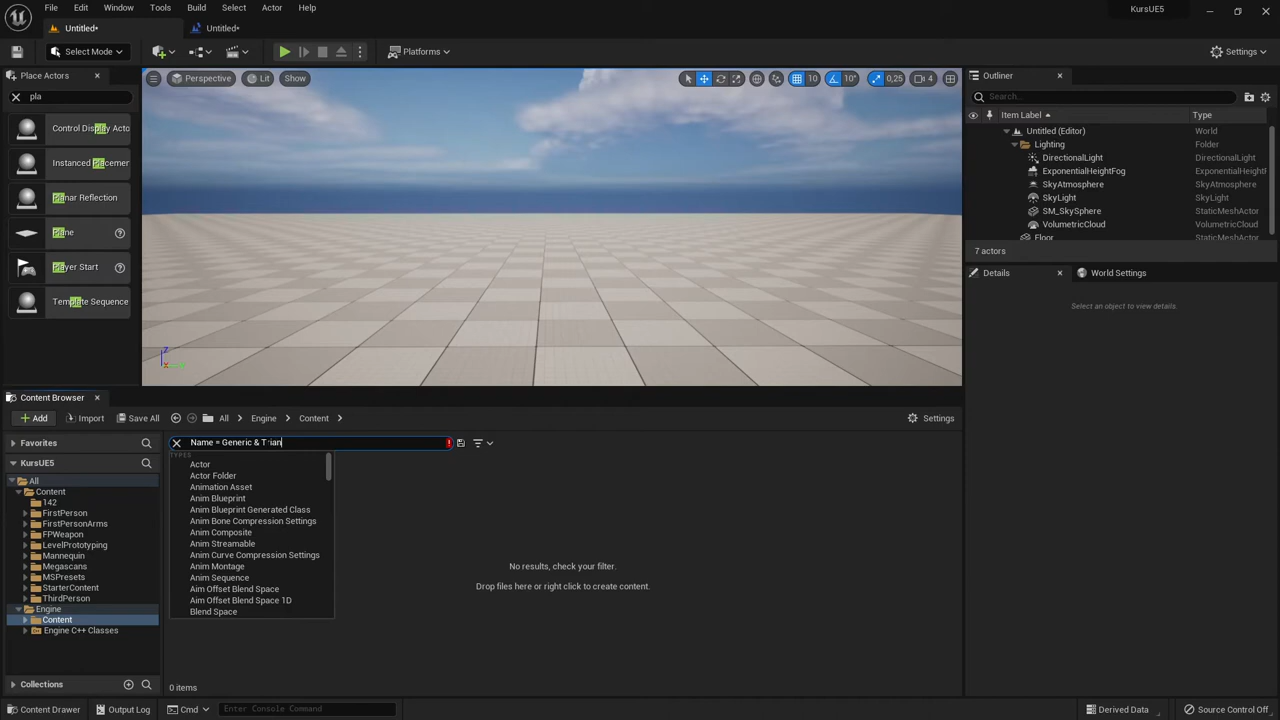 File Edit Window Tools Build Select Actor Help
KursUE5
Untitled*
Untitled*
Select Mode
Platforms
Settings
Place Actors
pla
Control Display Acto
Instanced Placemen
Planar Reflection
Plane
Player Start
Template Sequence
Perspective
Lit
Show
10
10°
0,25
4
Outliner
Search...
Item Label
Type
Untitled (Editor) World
Lighting Folder
DirectionalLight DirectionalLight
ExponentialHeightFog ExponentialHeightF
SkyAtmosphere SkyAtmosphere
SkyLight SkyLight
SM_SkySphere StaticMeshActor
VolumetricCloud VolumetricCloud
Floor StaticMeshActor
7 actors
Details
World Settings
Select an object to view details.
Content Browser
Add
Import
Save All
All
Engine
Content
Settings
Favorites
KursUE5
All
Content
142
FirstPerson
FirstPersonArms
FPWeapon
LevelPrototyping
Mannequin
Megascans
MSPresets
StarterContent
ThirdPerson
Engine
Content
Engine C++ Classes
Collections
Name = Generic & Trian
TYPES
Actor
Actor Folder
Animation Asset
Anim Blueprint
Anim Blueprint Generated Class
Anim Bone Compression Settings
Anim Composite
Anim Streamable
Anim Curve Compression Settings
Anim Montage
Anim Sequence
Aim Offset Blend Space
Aim Offset Blend Space 1D
Blend Space
No results, check your filter.
Drop files here or right click to create content.
0 items
Content Drawer
Output Log
Cmd
Enter Console Command
Derived Data
Source Control Off